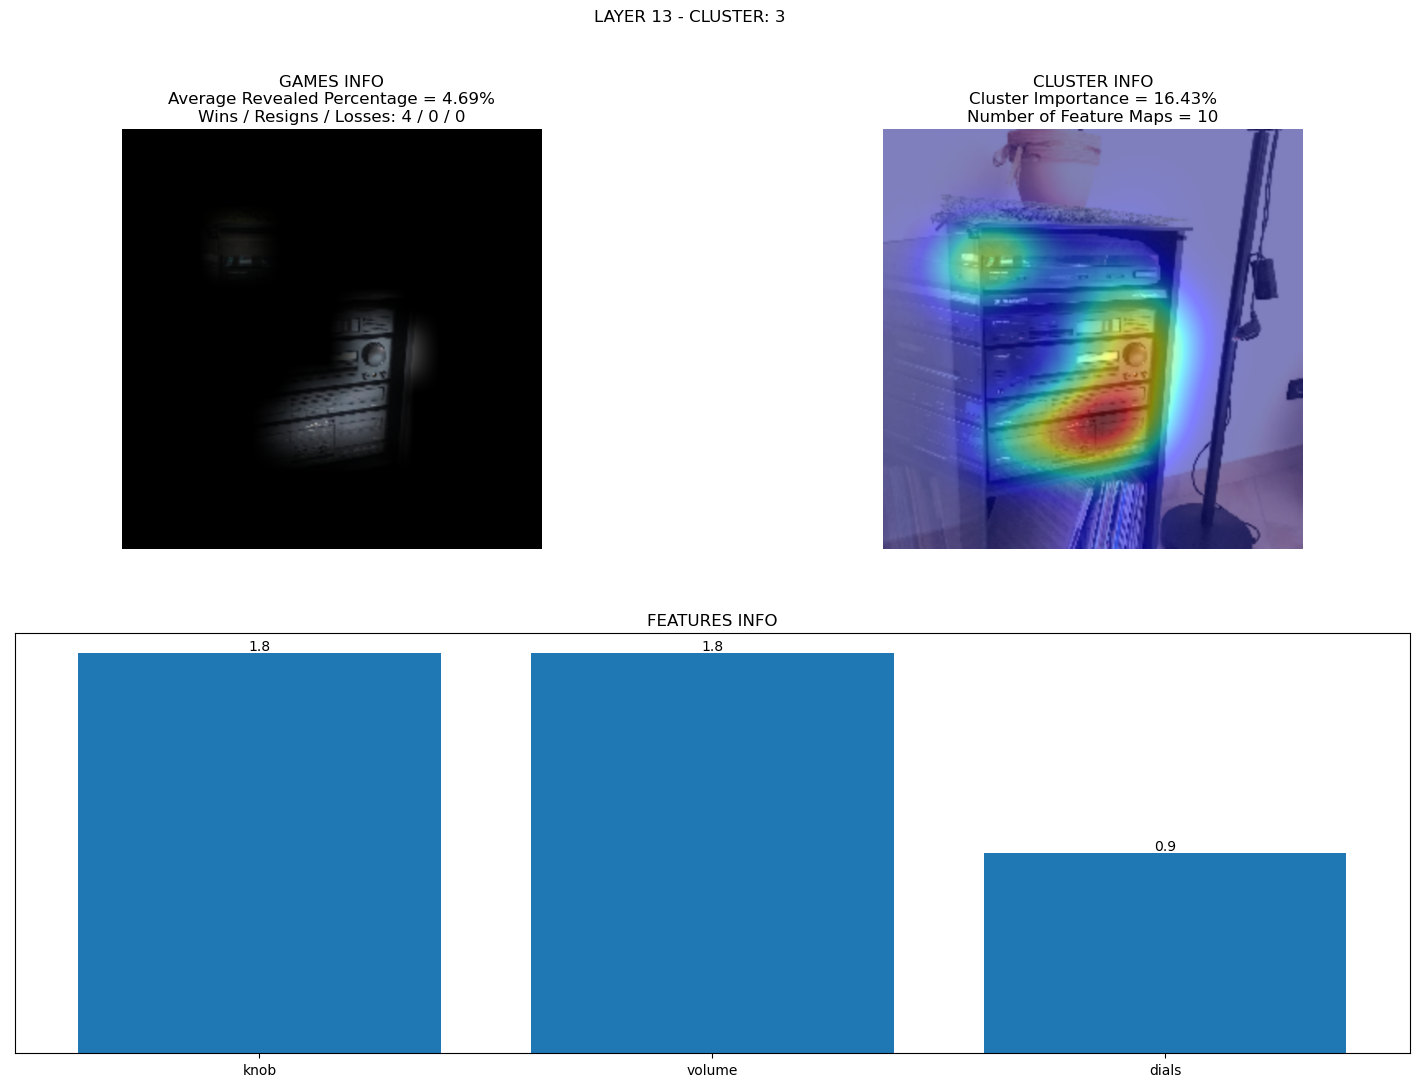 LAYER 13 - CLUSTER: 3
GAMES INFO
Average Revealed Percentage = 4.69%
Wins / Resigns / Losses: 4 / 0 / 0
CLUSTER INFO
Cluster Importance = 16.43%
Number of Feature Maps = 10
FEATURES INFO
1.8
1.8
0.9
knob
volume
dials